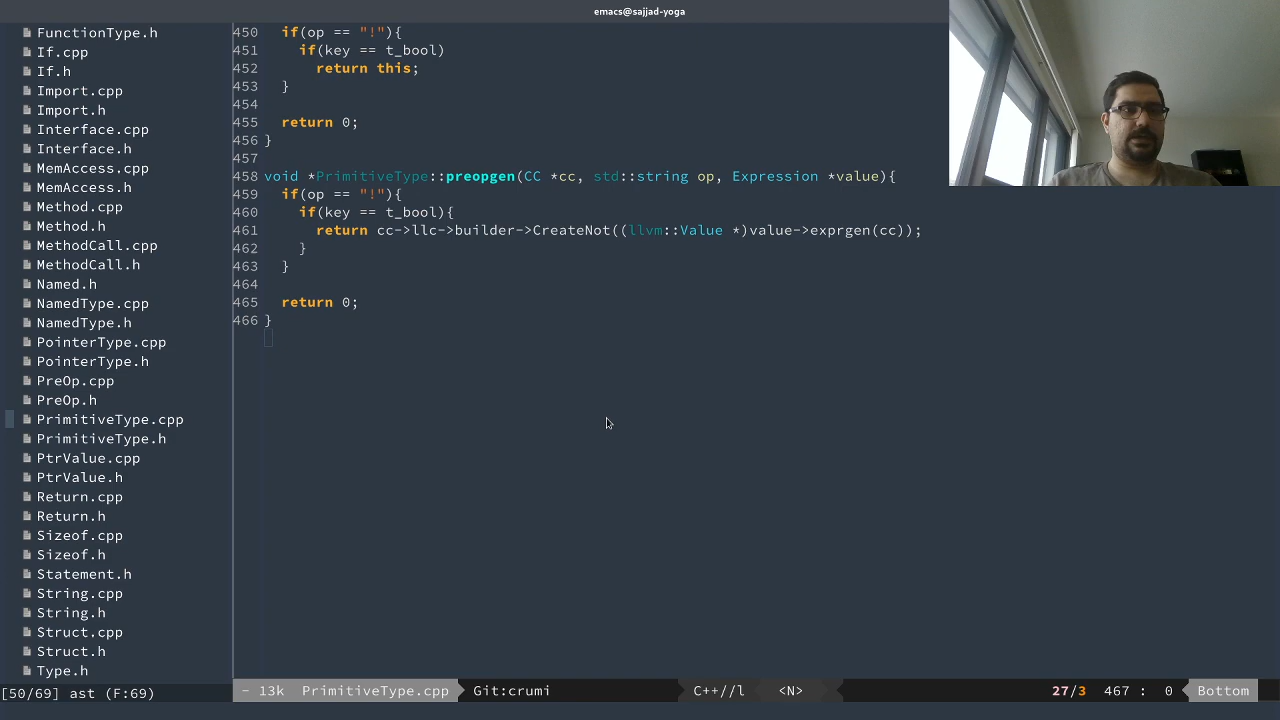 emacs@sajjad-yoga
FunctionType.h
If.cpp
If.h
Import.cpp
Import.h
Interface.cpp
Interface.h
MemAccess.cpp
MemAccess.h
Method.cpp
Method.h
MethodCall.cpp
MethodCall.h
Named.h
NamedType.cpp
NamedType.h
PointerType.cpp
PointerType.h
PreOp.cpp
PreOp.h
PrimitiveType.cpp
PrimitiveType.h
PtrValue.cpp
PtrValue.h
Return.cpp
Return.h
Sizeof.cpp
Sizeof.h
Statement.h
String.cpp
String.h
Struct.cpp
Struct.h
Type.h
[50/69] ast (F:69)
450   if(op == "!"){
451     if(key == t_bool)
452       return this;
453   }
454
455   return 0;
456 }
457
458 void *PrimitiveType::preopgen(CC *cc, std::string op, Expression *value){
459   if(op == "!"){
460     if(key == t_bool){
461       return cc->llc->builder->CreateNot((llvm::Value *)value->exprgen(cc));
462     }
463   }
464
465   return 0;
466 }
- 13k PrimitiveType.cpp Git:crumi C++//l <N> 27/3 467 : 0 Bottom